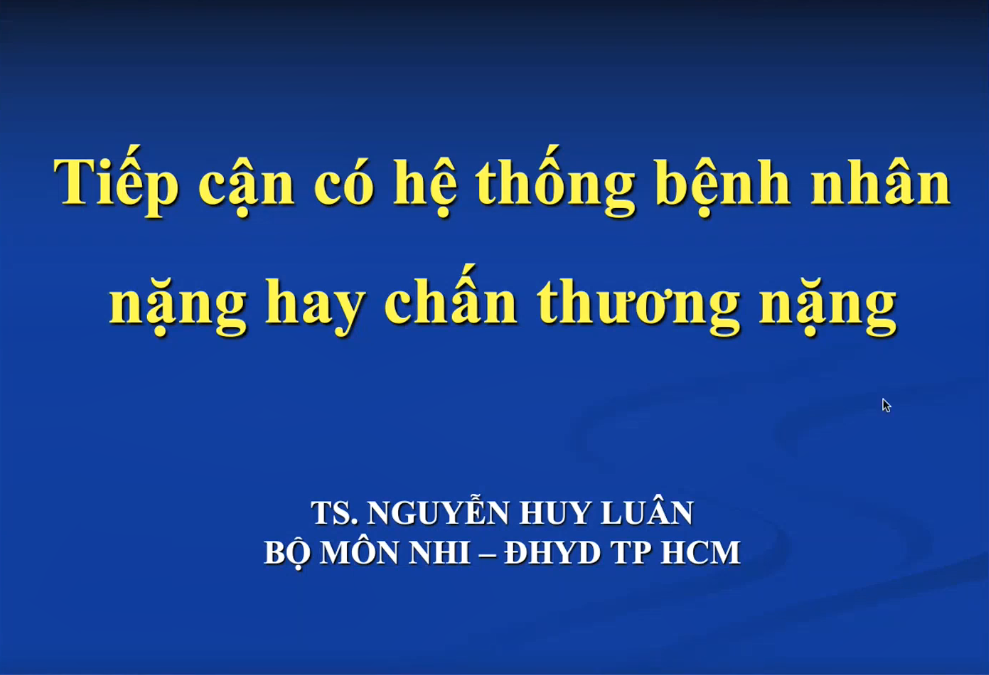 Tiếp cận có hệ thống bệnh nhân
nặng hay chấn thương nặng
TS. NGUYỄN HUY LUÂN
BỘ MÔN NHI – ĐHYD TP HCM